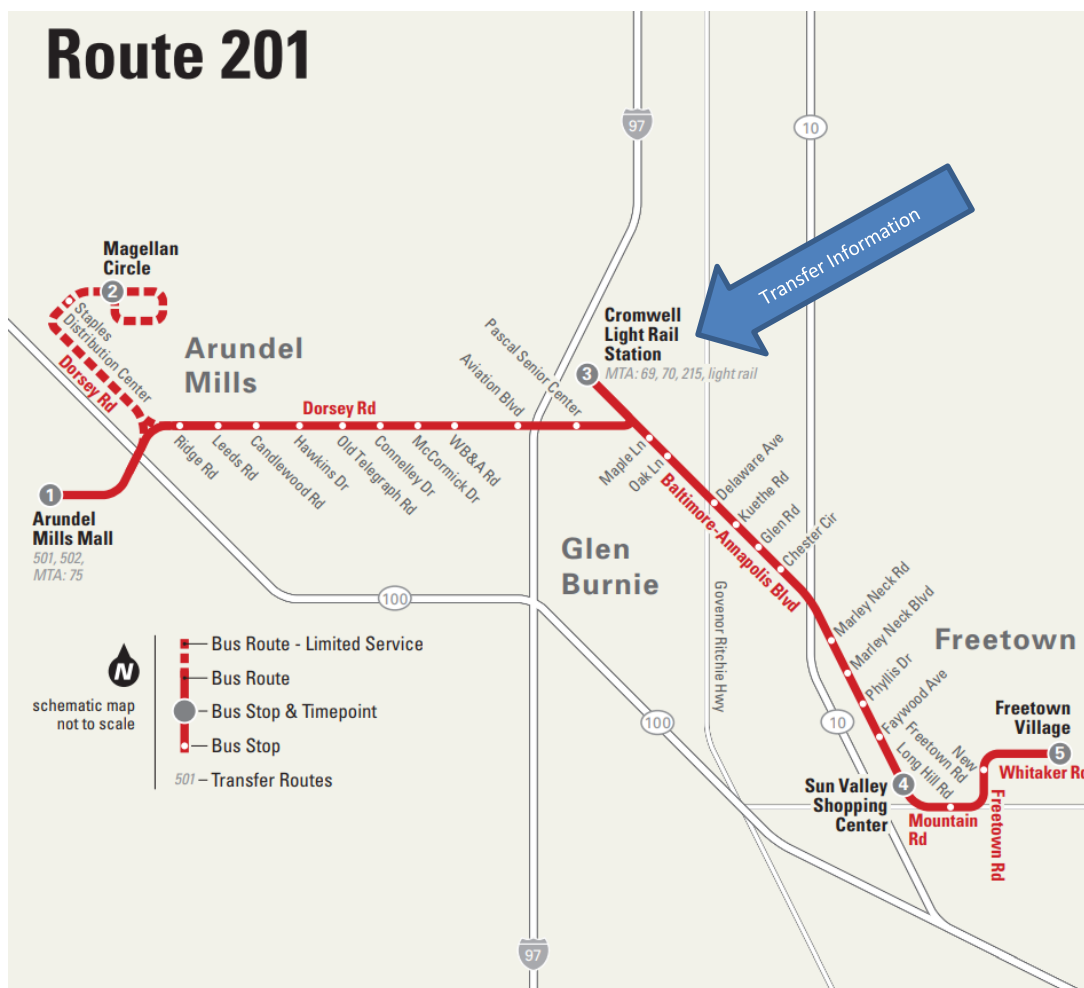 Route 201
97
10
Transfer Information
Magellan
Circle
2
Staples
Distribution Center
Dorsey Rd
Arundel
Mills
Cromwell
Light Rail
Station
MTA: 69, 70, 215, light rail
3
Pascal Senior Center
Aviation Blvd
Dorsey Rd
Ridge Rd
Leeds Rd
Candlewood Rd
Hawkins Dr
Old Telegraph Rd
Connelley Dr
McCormick Dr
WB&A Rd
Maple Ln
Oak Ln
Delaware Ave
Kuethe Rd
Glen Rd
Chester Cir
Baltimore-Annapolis Blvd
1
Arundel
Mills Mall
501, 502,
MTA: 75
Glen
Burnie
100
Govenor Ritchie Hwy
Marley Neck Rd
Marley Neck Blvd
Phyllis Dr
Faywood Ave
Freetown
N
schematic map
not to scale
Bus Route - Limited Service
Bus Route
Bus Stop & Timepoint
Bus Stop
501 – Transfer Routes
100
10
Freetown
Village
5
Whitaker Rd
New
Freetown Rd
Long Hill Rd
Sun Valley
Shopping
Center
4
Mountain
Rd
Freetown Rd
97